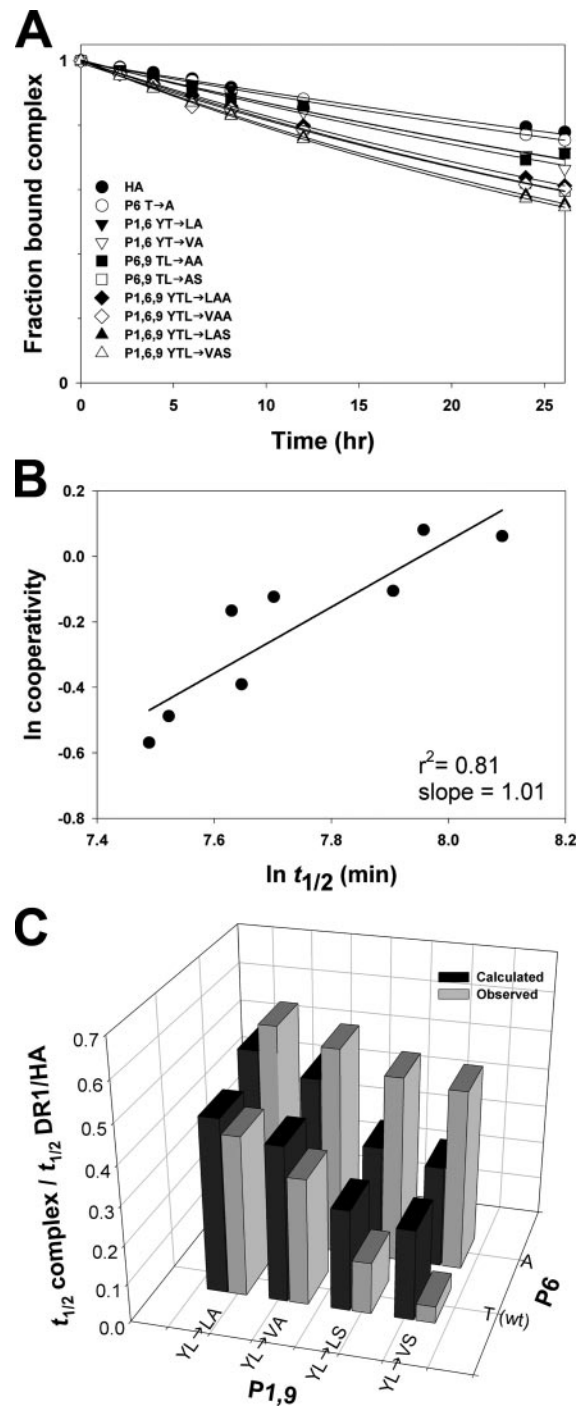 A
Fraction bound complex
1
0
HA
P6 T→A
P1,6 YT→LA
P1,6 YT→VA
P6,9 TL→AA
P6,9 TL→AS
P1,6,9 YTL→LAA
P1,6,9 YTL→VAA
P1,6,9 YTL→LAS
P1,6,9 YTL→VAS
0 5 10 15 20 25
Time (hr)
B
ln cooperativity
0.2
0.0
-0.2
-0.4
-0.6
-0.8
r2= 0.81
slope = 1.01
7.4 7.6 7.8 8.0 8.2
ln t1/2 (min)
C
Calculated
Observed
t1/2 complex / t1/2 DR1/HA
0.7
0.6
0.5
0.4
0.3
0.2
0.1
0.0
YL→LA
YL→VA
YL→LS
YL→VS
P1,9
T (wt)
A
P6